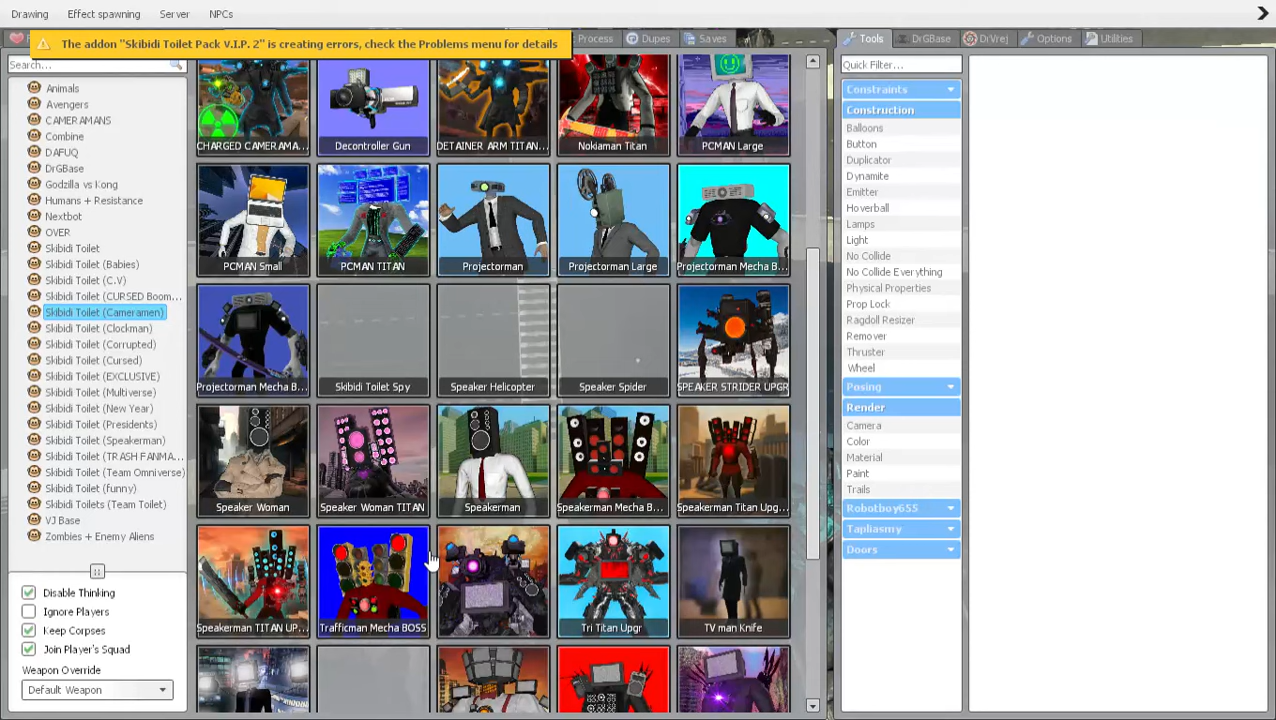 Drawing Effect spawning Server NPCs
The addon "Skibidi Toilet Pack V.I.P. 2" is creating errors, check the Problems menu for details
Process Dupes Saves
Tools DrGBase DrVrej Options Utilities
Search...
Animals
Avengers
CAMERAMANS
Combine
DAFUQ
DrGBase
Godzilla vs Kong
Humans + Resistance
Nextbot
OVER
Skibidi Toilet
Skibidi Toilet (Babies)
Skibidi Toilet (C.V)
Skibidi Toilet (CURSED Boom...
Skibidi Toilet (Cameramen)
Skibidi Toilet (Clockman)
Skibidi Toilet (Corrupted)
Skibidi Toilet (Cursed)
Skibidi Toilet (EXCLUSIVE)
Skibidi Toilet (Multiverse)
Skibidi Toilet (New Year)
Skibidi Toilet (Presidents)
Skibidi Toilet (Speakerman)
Skibidi Toilet (TRASH FANMA...
Skibidi Toilet (Team Omniverse)
Skibidi Toilet (funny)
Skibidi Toilets (Team Toilet)
VJ Base
Zombies + Enemy Aliens
Disable Thinking
Ignore Players
Keep Corpses
Join Player's Squad
Weapon Override
Default Weapon
CHARGED CAMERAMA... Decontroller Gun DETAINER ARM TITAN... Nokiaman Titan PCMAN Large
PCMAN Small PCMAN TITAN Projectorman Projectorman Large Projectorman Mecha B...
Projectorman Mecha B... Skibidi Toilet Spy Speaker Helicopter Speaker Spider SPEAKER STRIDER UPGR
Speaker Woman Speaker Woman TITAN Speakerman Speakerman Mecha B... Speakerman Titan Upg...
Speakerman TITAN UP... Trafficman Mecha BOSS Tri Titan Upgr TV man Knife
Quick Filter...
Constraints
Construction
Balloons
Button
Duplicator
Dynamite
Emitter
Hoverball
Lamps
Light
No Collide
No Collide Everything
Physical Properties
Prop Lock
Ragdoll Resizer
Remover
Thruster
Wheel
Posing
Render
Camera
Color
Material
Paint
Trails
Robotboy655
Tapliasmy
Doors